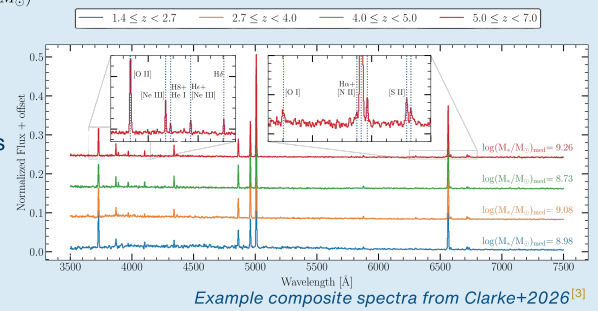 M⊙)
1.4 ≤ z < 2.7   2.7 ≤ z < 4.0   4.0 ≤ z < 5.0   5.0 ≤ z < 7.0
s
Normalized Flux + offset
0.5
0.4
0.3
0.2
0.1
0.0
[O II]
[Ne III]
H8+
He I
Hϵ+
[Ne III]
Hδ
[O I]
Hα+
[N II]
[S II]
log(M*/M⊙)med = 9.26
log(M*/M⊙)med = 8.73
log(M*/M⊙)med = 9.08
log(M*/M⊙)med = 8.98
3500 4000 4500 5000 5500 6000 6500 7000 7500
Wavelength [Å]
Example composite spectra from Clarke+2026[3]